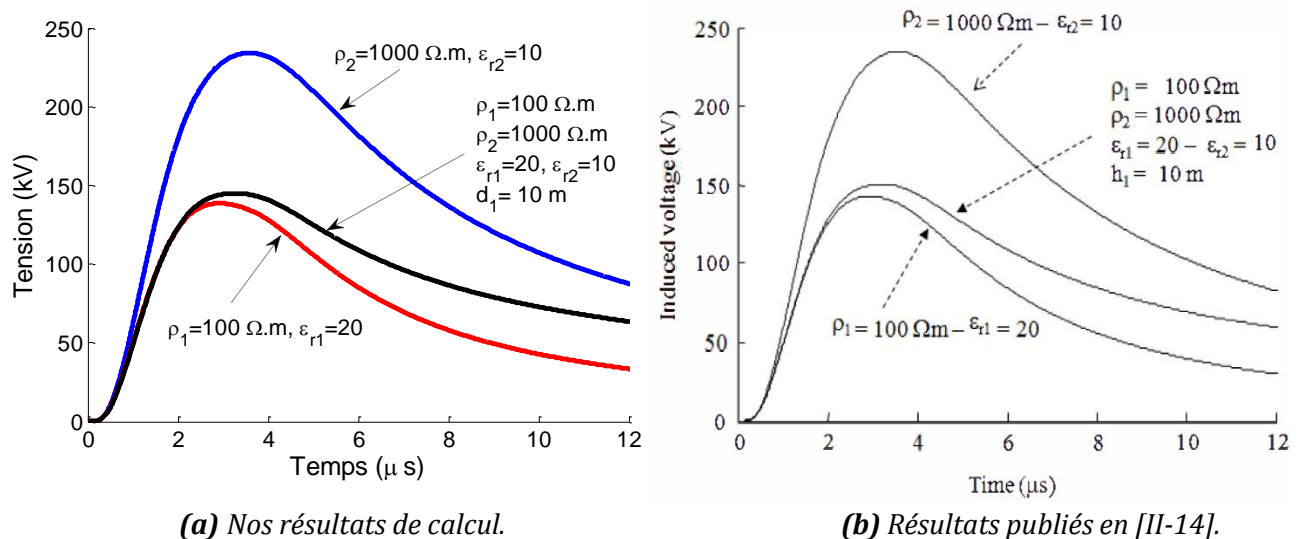 250
200
150
100
50
0
Tension (kV)
ρ2=1000 Ω.m, εr2=10
ρ1=100 Ω.m
ρ2=1000 Ω.m
εr1=20, εr2=10
d1= 10 m
ρ1=100 Ω.m, εr1=20
0 2 4 6 8 10 12
Temps (μ s)
(a) Nos résultats de calcul.
250
200
150
100
50
0
Induced voltage (kV)
ρ2 = 1000 Ωm – εr2= 10
ρ1 = 100 Ωm
ρ2 = 1000 Ωm
εr1 = 20 – εr2 = 10
h1 = 10 m
ρ1 = 100 Ωm – εr1 = 20
0 2 4 6 8 10 12
Time (μs)
(b) Résultats publiés en [II-14].